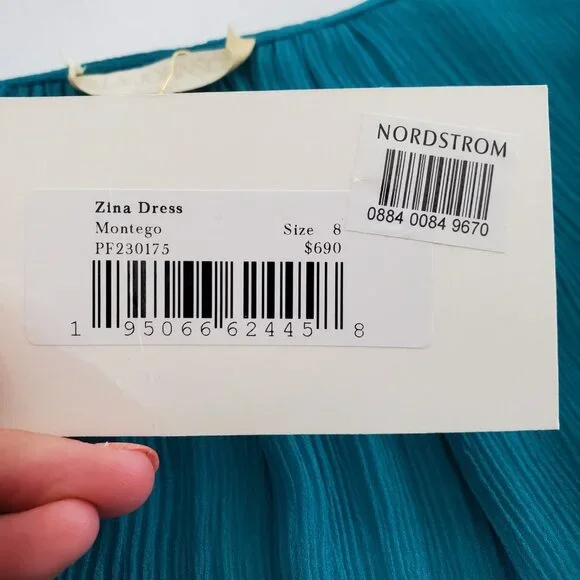 NORDSTROM
0884 0084 9670
Zina Dress
Montego Size 8
PF230175 $690
1 95066 62445 8